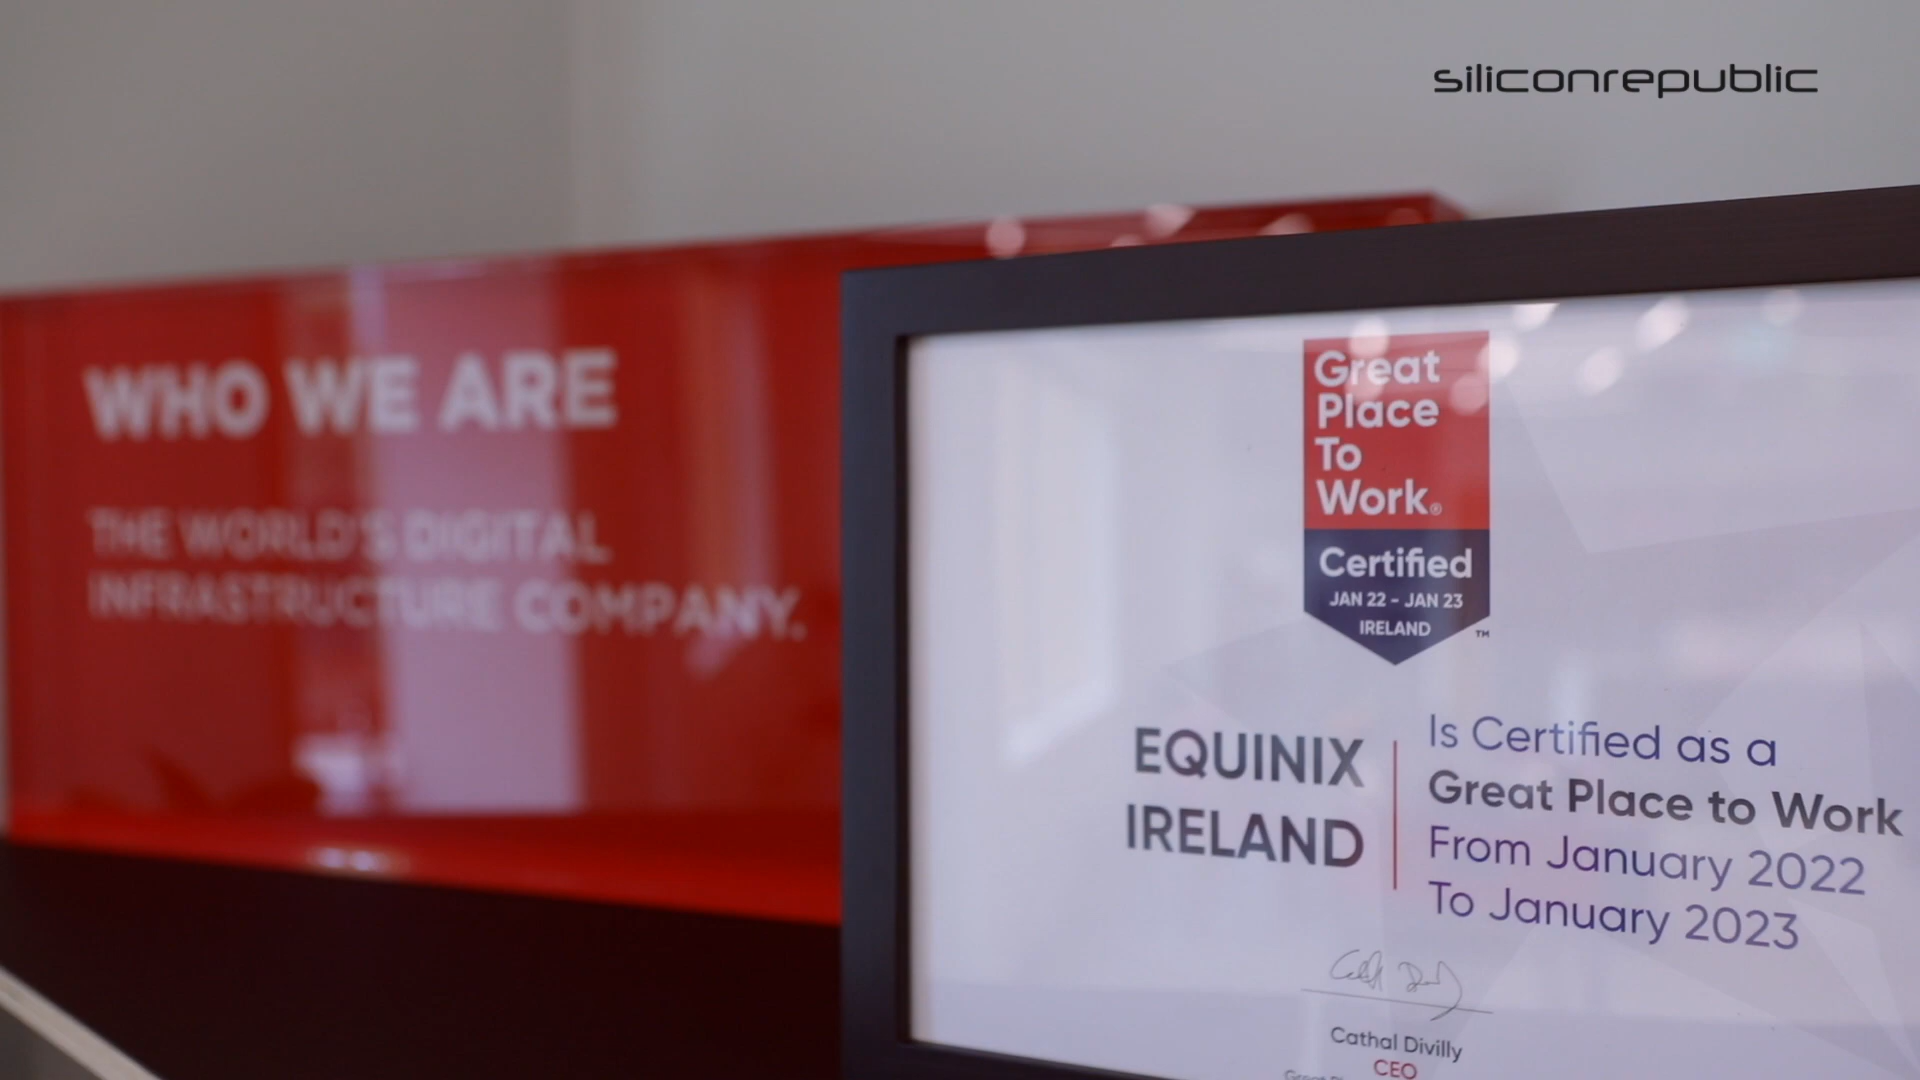 siliconrepublic
WHO WE ARE
THE WORLD'S DIGITAL
INFRASTRUCTURE COMPANY.
Great
Place
To
Work®
Certified
JAN 22 - JAN 23
IRELAND
TM
EQUINIX
IRELAND
Is Certified as a
Great Place to Work
From January 2022
To January 2023
Cathal Divilly
CEO